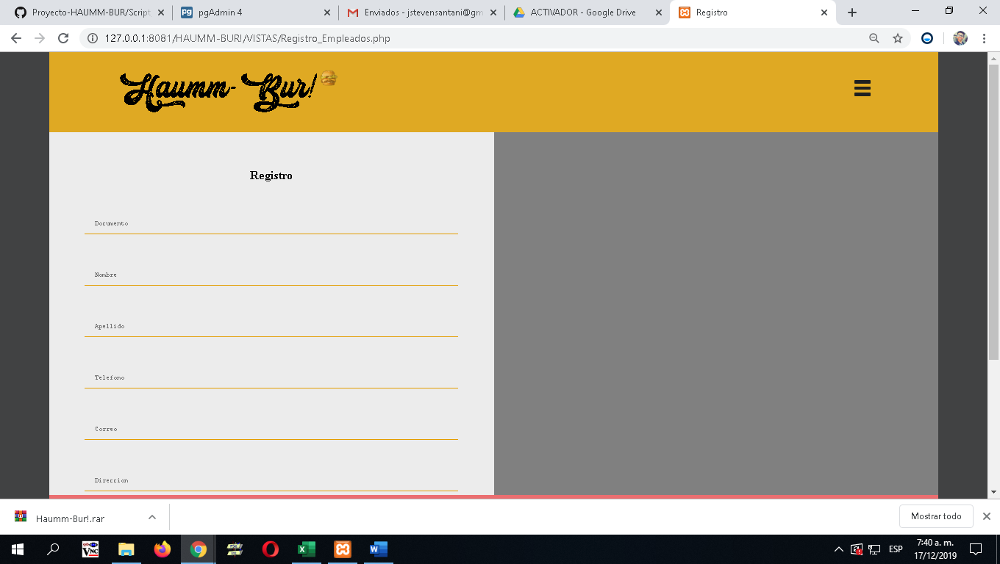 Proyecto-HAUMM-BUR/Script
pgAdmin 4
Enviados - jstevensantani@gm
ACTIVADOR - Google Drive
Registro
127.0.0.1:8081/HAUMM-BUR!/VISTAS/Registro_Empleados.php
Haumm- Bur!
Registro
Documento
Nombre
Apellido
Telefono
Correo
Direccion
Haumm-Bur!.rar
Mostrar todo
VNC
ESP
7:40 a. m.
17/12/2019